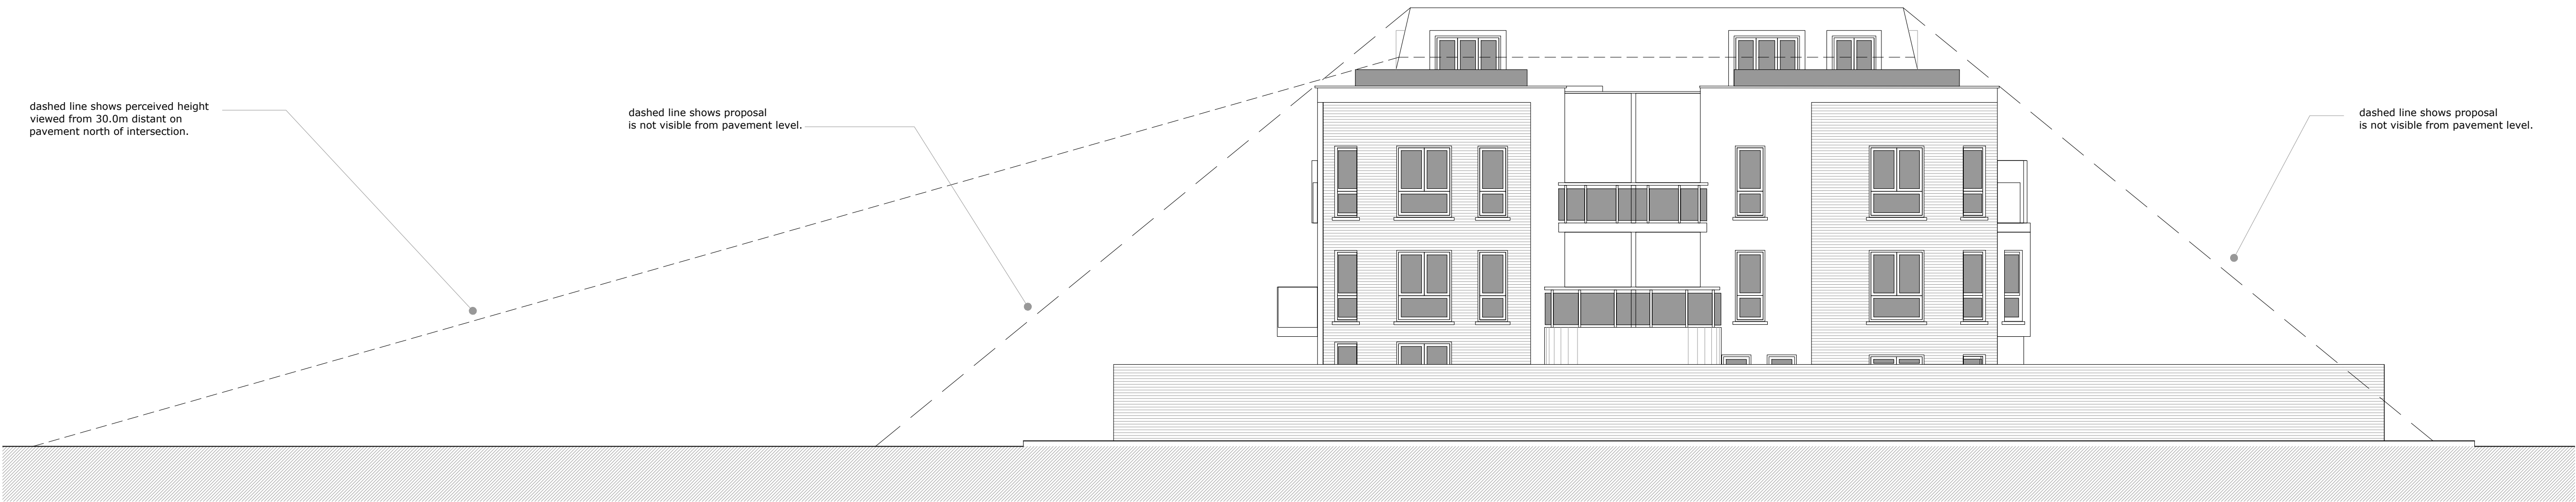 dashed line shows perceived height
viewed from 30.0m distant on
pavement north of intersection.
dashed line shows proposal
is not visible from pavement level.
dashed line shows proposal
is not visible from pavement level.